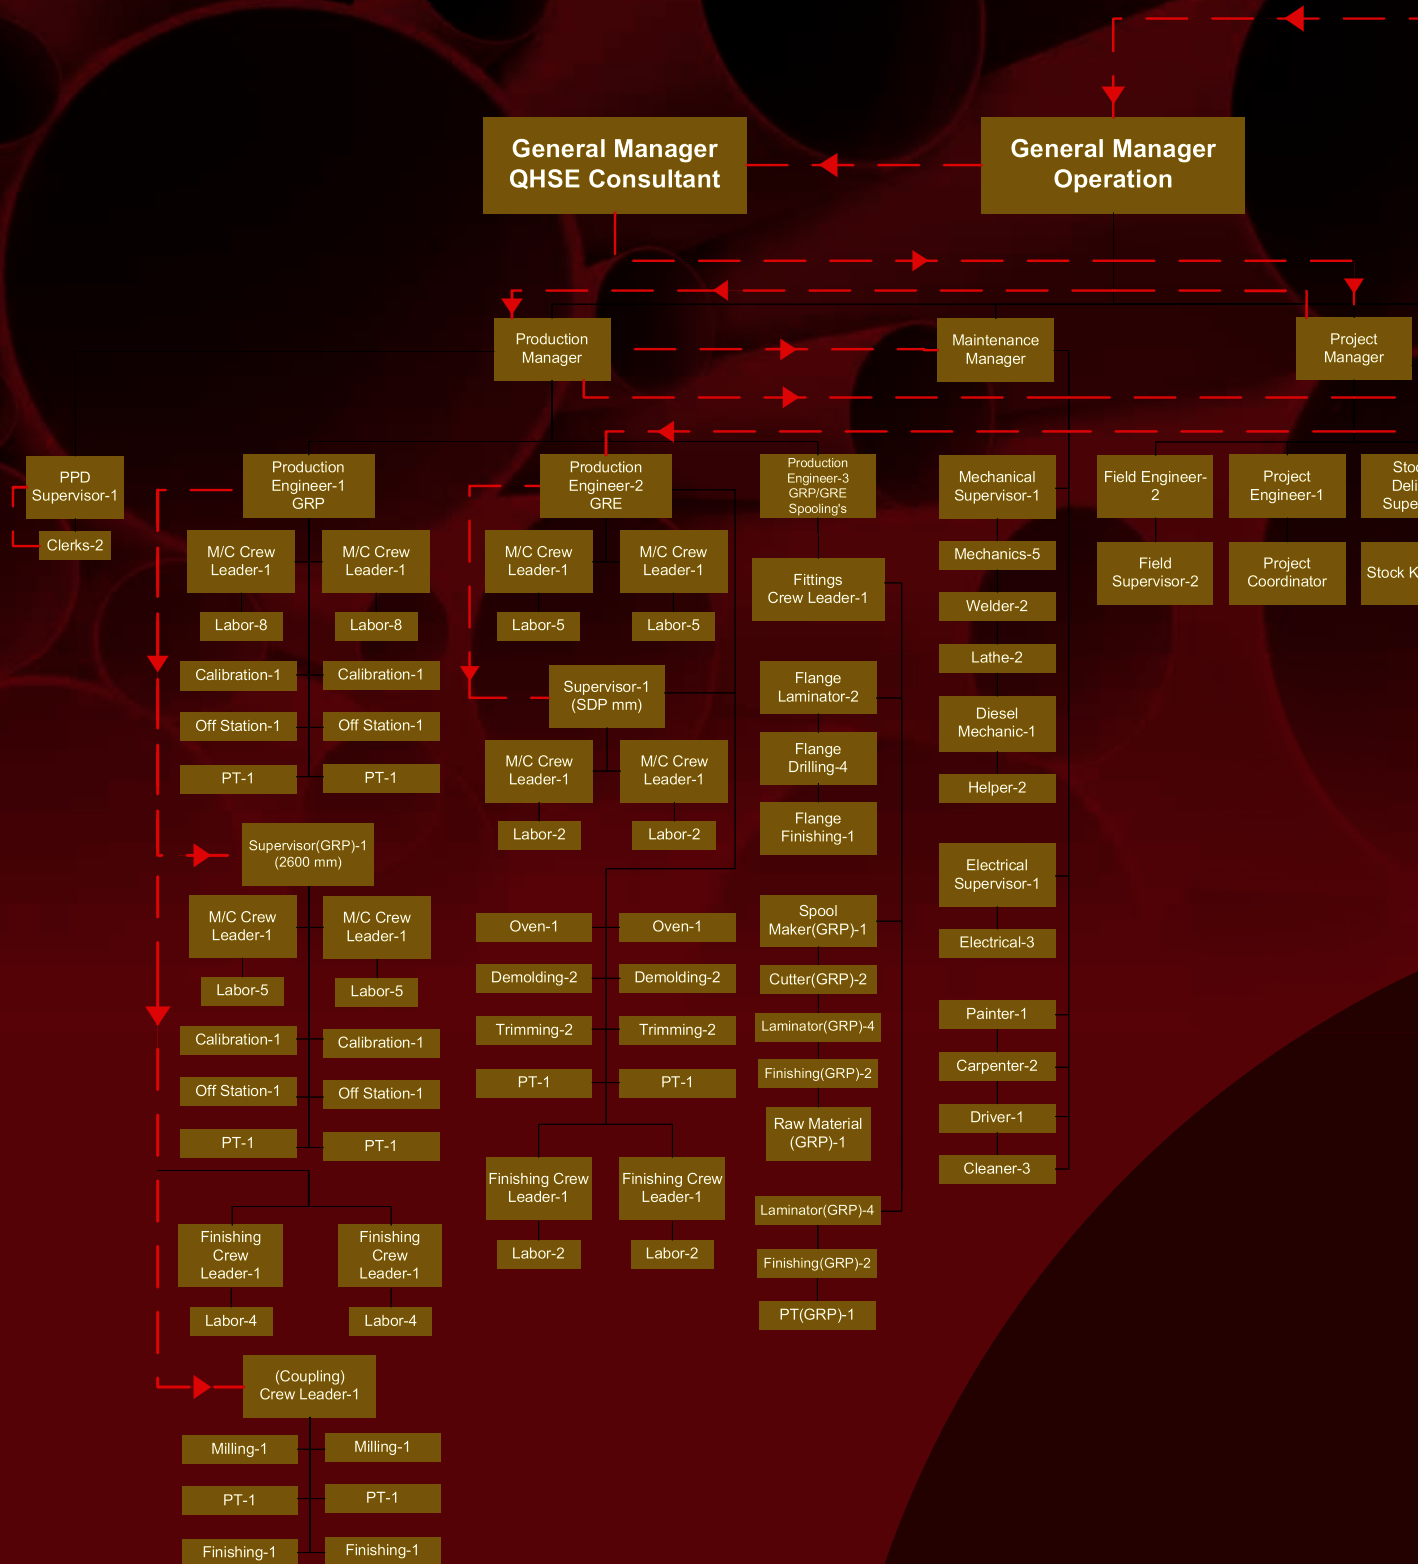 General Manager
QHSE Consultant
General Manager
Operation
Production
Manager
Maintenance
Manager
Project
Manager
PPD
Supervisor-1
Clerks-2
Production
Engineer-1
GRP
M/C Crew
Leader-1
M/C Crew
Leader-1
Labor-8
Labor-8
Calibration-1
Calibration-1
Off Station-1
Off Station-1
PT-1
PT-1
Supervisor(GRP)-1
(2600 mm)
M/C Crew
Leader-1
M/C Crew
Leader-1
Labor-5
Labor-5
Calibration-1
Calibration-1
Off Station-1
Off Station-1
PT-1
PT-1
Finishing
Crew
Leader-1
Finishing
Crew
Leader-1
Labor-4
Labor-4
(Coupling)
Crew Leader-1
Milling-1
Milling-1
PT-1
PT-1
Finishing-1
Finishing-1
Production
Engineer-2
GRE
M/C Crew
Leader-1
M/C Crew
Leader-1
Labor-5
Labor-5
Supervisor-1
(SDP mm)
M/C Crew
Leader-1
M/C Crew
Leader-1
Labor-2
Labor-2
Oven-1
Oven-1
Demolding-2
Demolding-2
Trimming-2
Trimming-2
PT-1
PT-1
Finishing Crew
Leader-1
Finishing Crew
Leader-1
Labor-2
Labor-2
Production
Engineer-3
GRP/GRE
Spooling's
Fittings
Crew Leader-1
Flange
Laminator-2
Flange
Drilling-4
Flange
Finishing-1
Spool
Maker(GRP)-1
Cutter(GRP)-2
Laminator(GRP)-4
Finishing(GRP)-2
Raw Material
(GRP)-1
Laminator(GRP)-4
Finishing(GRP)-2
PT(GRP)-1
Mechanical
Supervisor-1
Mechanics-5
Welder-2
Lathe-2
Diesel
Mechanic-1
Helper-2
Electrical
Supervisor-1
Electrical-3
Painter-1
Carpenter-2
Driver-1
Cleaner-3
Field Engineer-
2
Field
Supervisor-2
Project
Engineer-1
Project
Coordinator
Stoc
Deli
Supe
Stock K